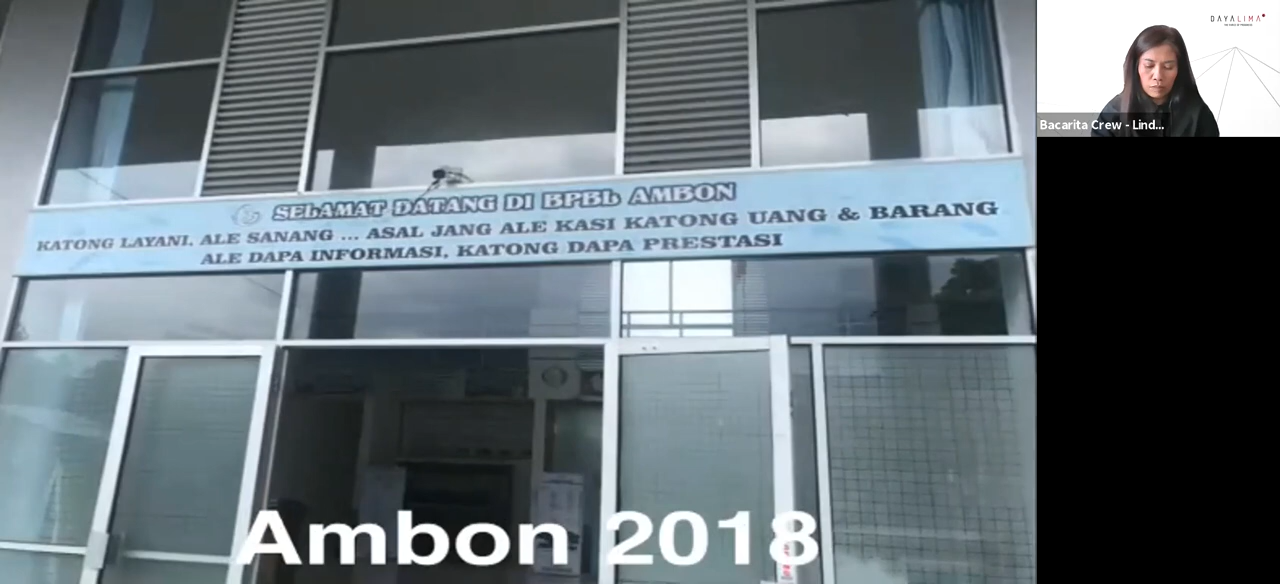 SELAMAT DATANG DI BPBL AMBON
KATONG LAYANI, ALE SANANG ... ASAL JANG ALE KASI KATONG UANG & BARANG
ALE DAPA INFORMASI, KATONG DAPA PRESTASI
Ambon 2018
DAYALIMA
Bacarita Crew - Lind...